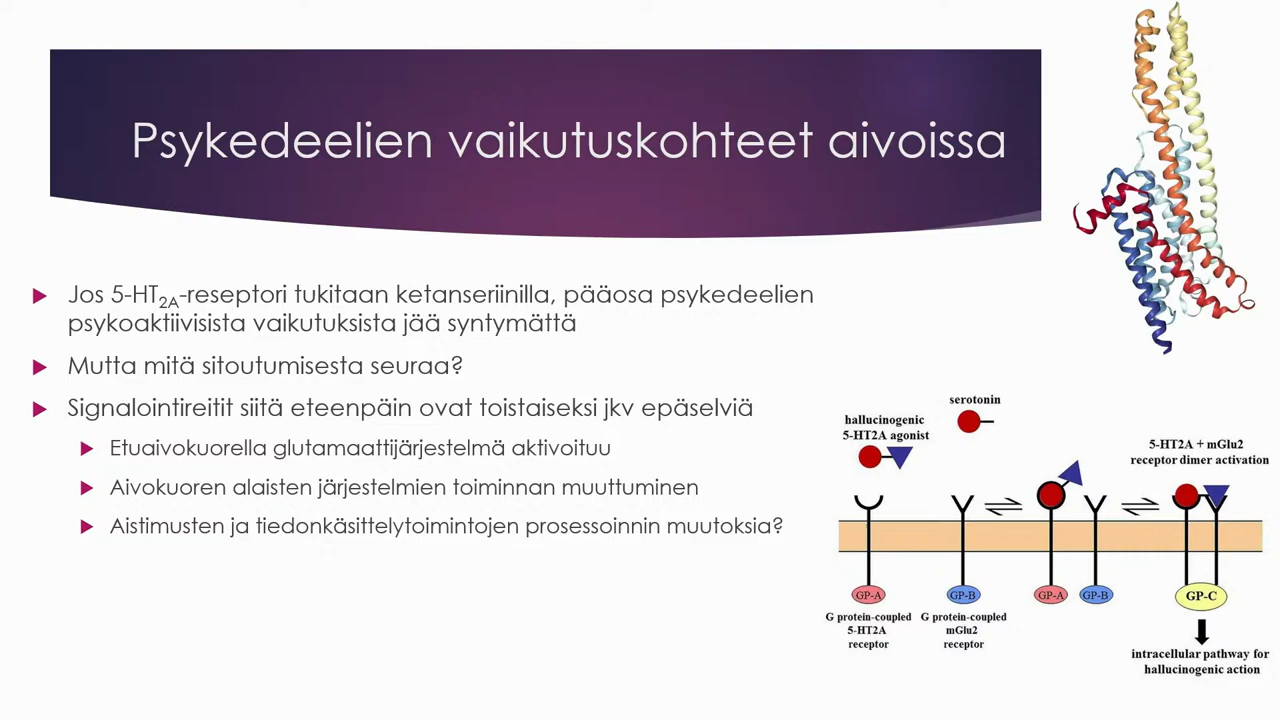 Psykedeelien vaikutuskohteet aivoissa
Jos 5-HT2A-reseptori tukitaan ketanseriinilla, pääosa psykedeelien
psykoaktiivisista vaikutuksista jää syntymättä
Mutta mitä sitoutumisesta seuraa?
Signalointireitit siitä eteenpäin ovat toistaiseksi jkv epäselviä
Etuaivokuorella glutamaattijärjestelmä aktivoituu
Aivokuoren alaisten järjestelmien toiminnan muuttuminen
Aistimusten ja tiedonkäsittelytoimintojen prosessoinnin muutoksia?
serotonin
hallucinogenic
5-HT2A agonist
5-HT2A + mGlu2
receptor dimer activation
GP-A
GP-B
GP-A
GP-B
GP-C
G protein-coupled
5-HT2A
receptor
G protein-coupled
mGlu2
receptor
intracellular pathway for
hallucinogenic action